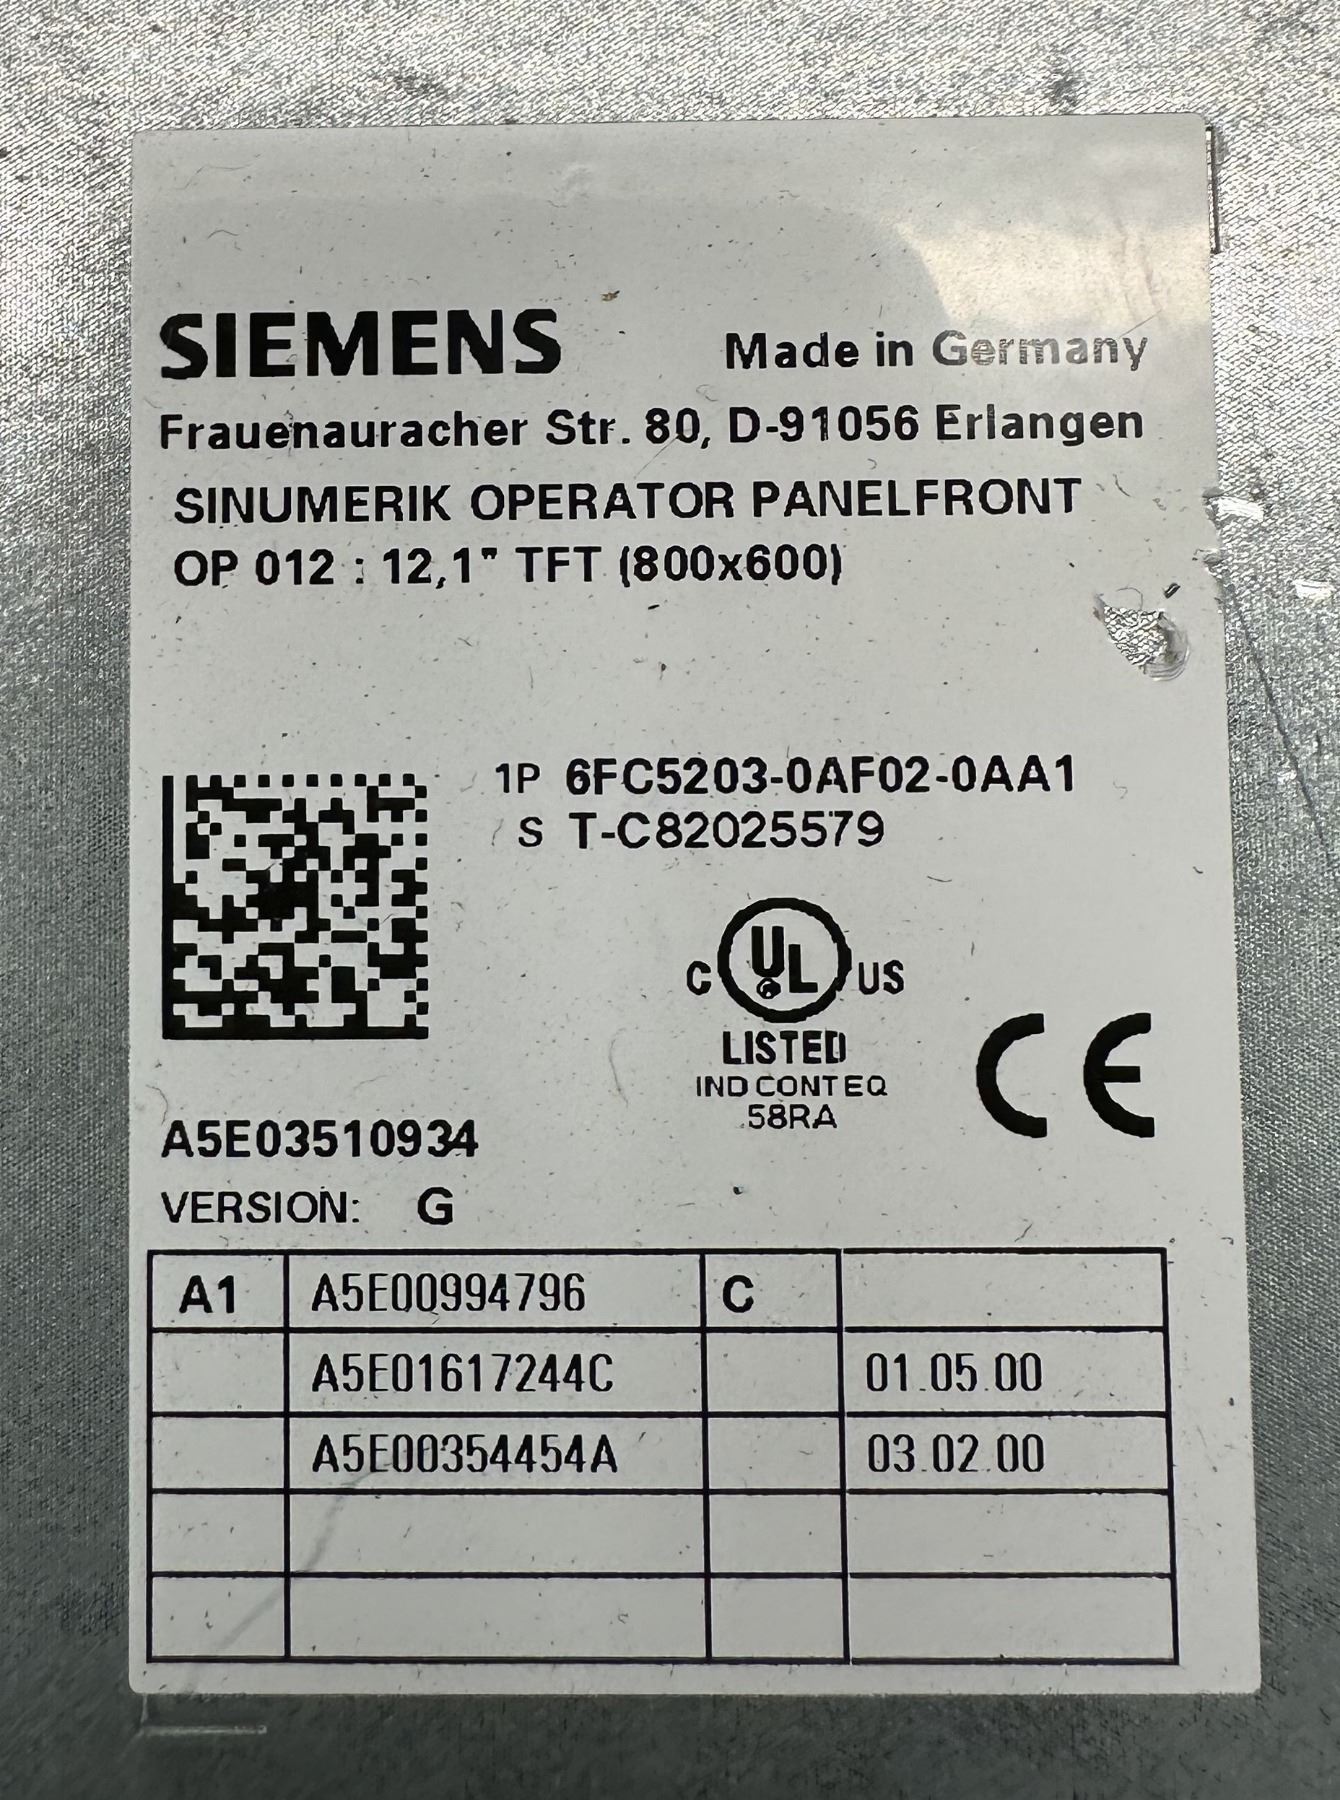 SIEMENS Made in Germany
Frauenauracher Str. 80, D-91056 Erlangen
SINUMERIK OPERATOR PANELFRONT
OP 012 : 12,1" TFT (800x600)
1P 6FC5203-0AF02-0AA1
S T-C82025579
C UL US
LISTED
IND CONT EQ
58RA
CE
A5E03510934
VERSION: G
A1 A5E00994796 C
A5E01617244C 01.05.00
A5E00354454A 03.02.00